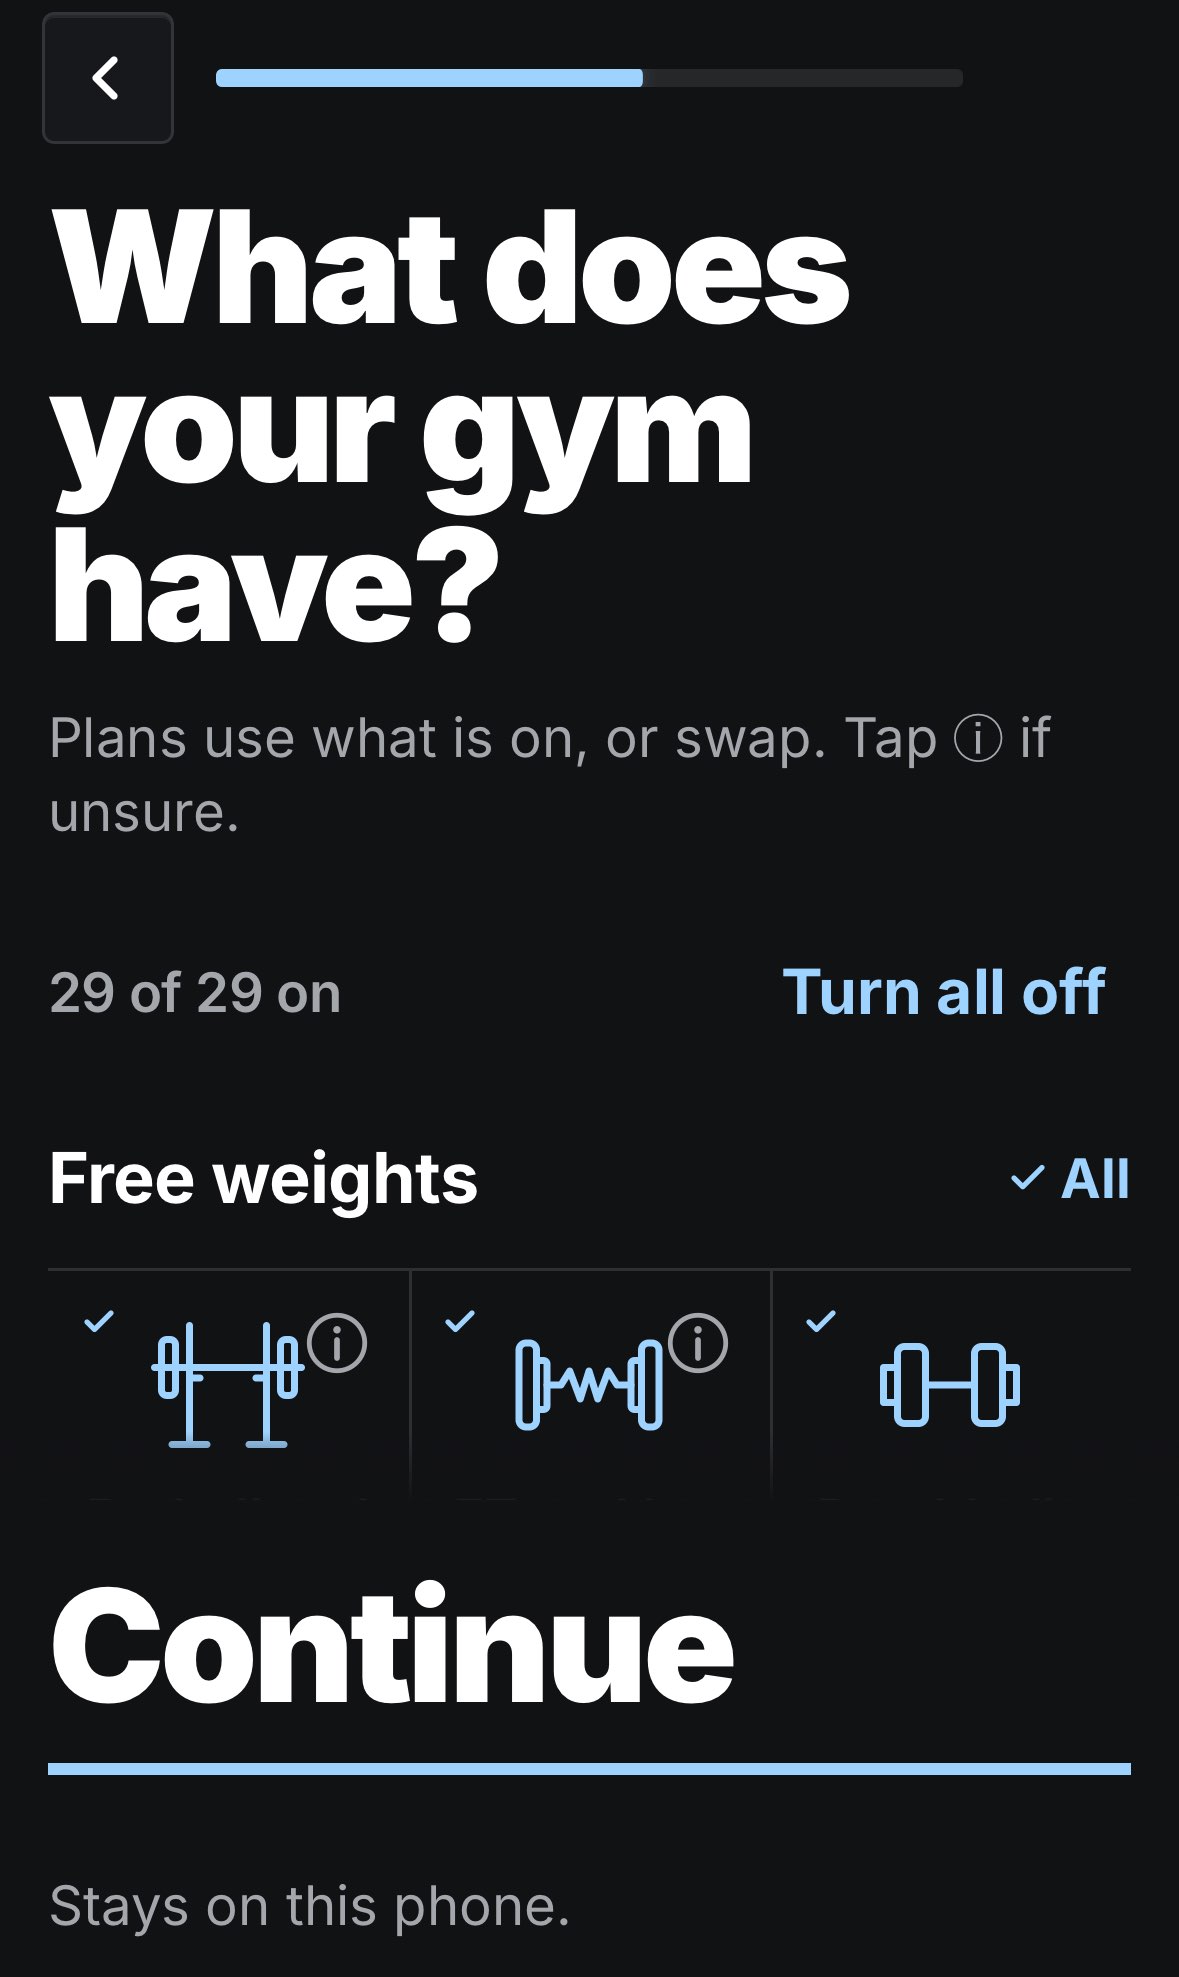 What does
your gym
have?
Plans use what is on, or swap. Tap ⓘ if
unsure.
29 of 29 on
Turn all off
Free weights
All
Continue
Stays on this phone.